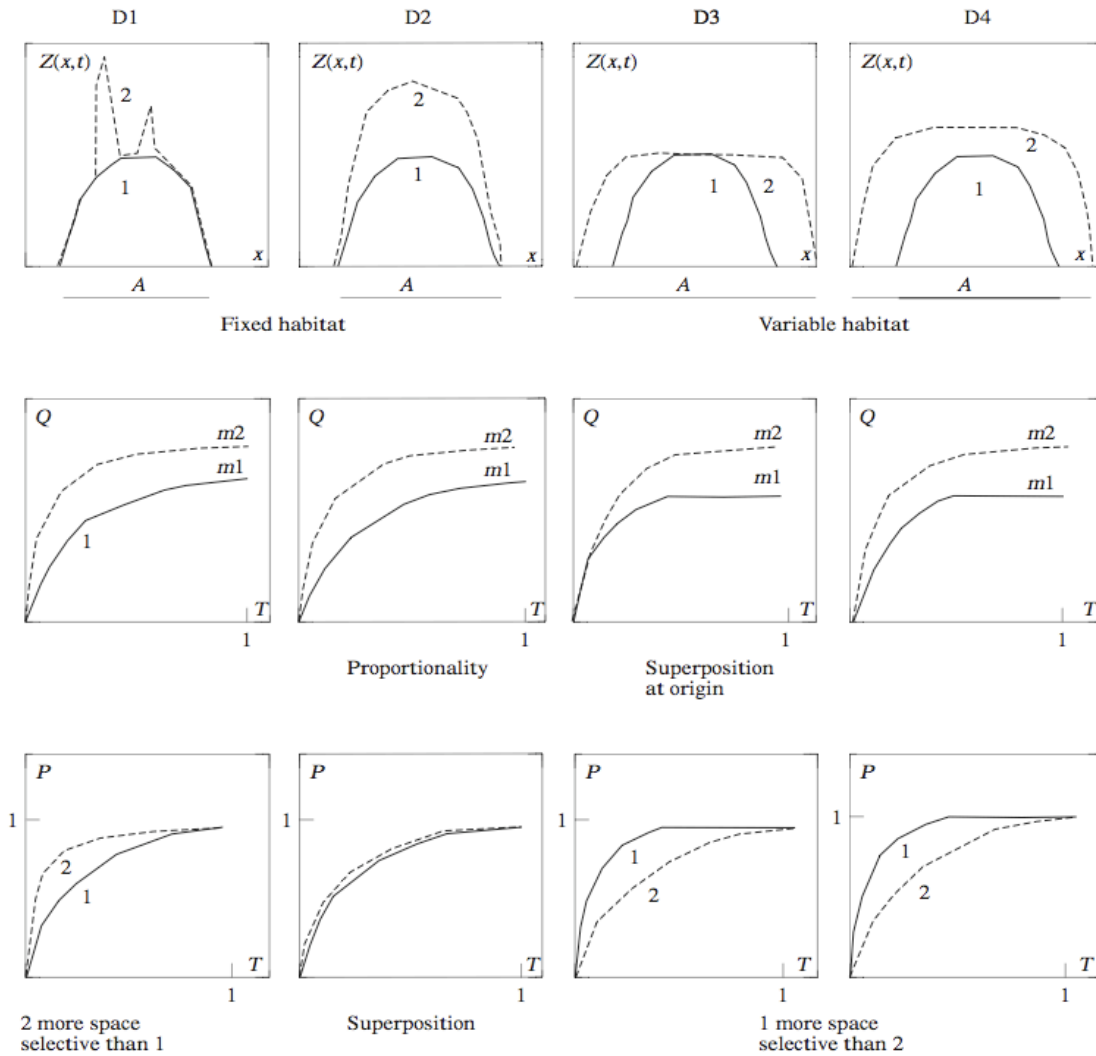 D1 D2 D3 D4
Z(x,t) Z(x,t) Z(x,t) Z(x,t)
2 2 2
1 1 1 2 1
x x x x
A A A A
Fixed habitat Variable habitat
Q Q Q Q
m2 m2 m2 m2
m1 m1 m1 m1
1
T T T T
1 1 1 1
Proportionality Superposition
at origin
P P P P
1 1 1 1
2 1 1
1 2 2
T T T T
1 1 1 1
2 more space Superposition 1 more space
selective than 1 selective than 2